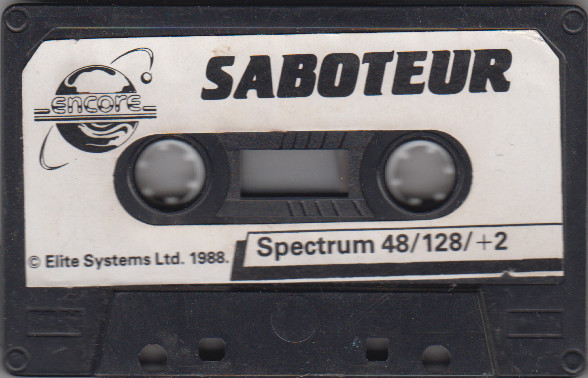 SABOTEUR
encore
Spectrum 48/128/+2
© Elite Systems Ltd. 1988.